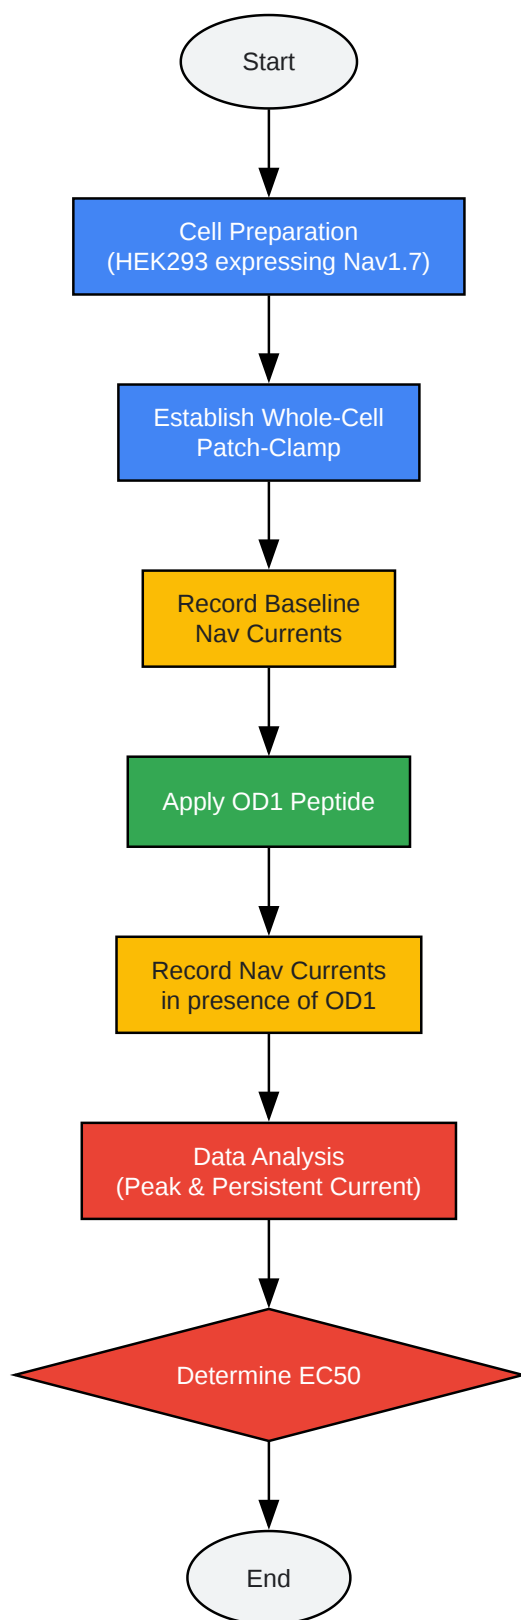 Start
Cell Preparation
(HEK293 expressing Nav1.7)
Establish Whole-Cell
Patch-Clamp
Record Baseline
Nav Currents
Apply OD1 Peptide
Record Nav Currents
in presence of OD1
Data Analysis
(Peak & Persistent Current)
Determine EC50
End